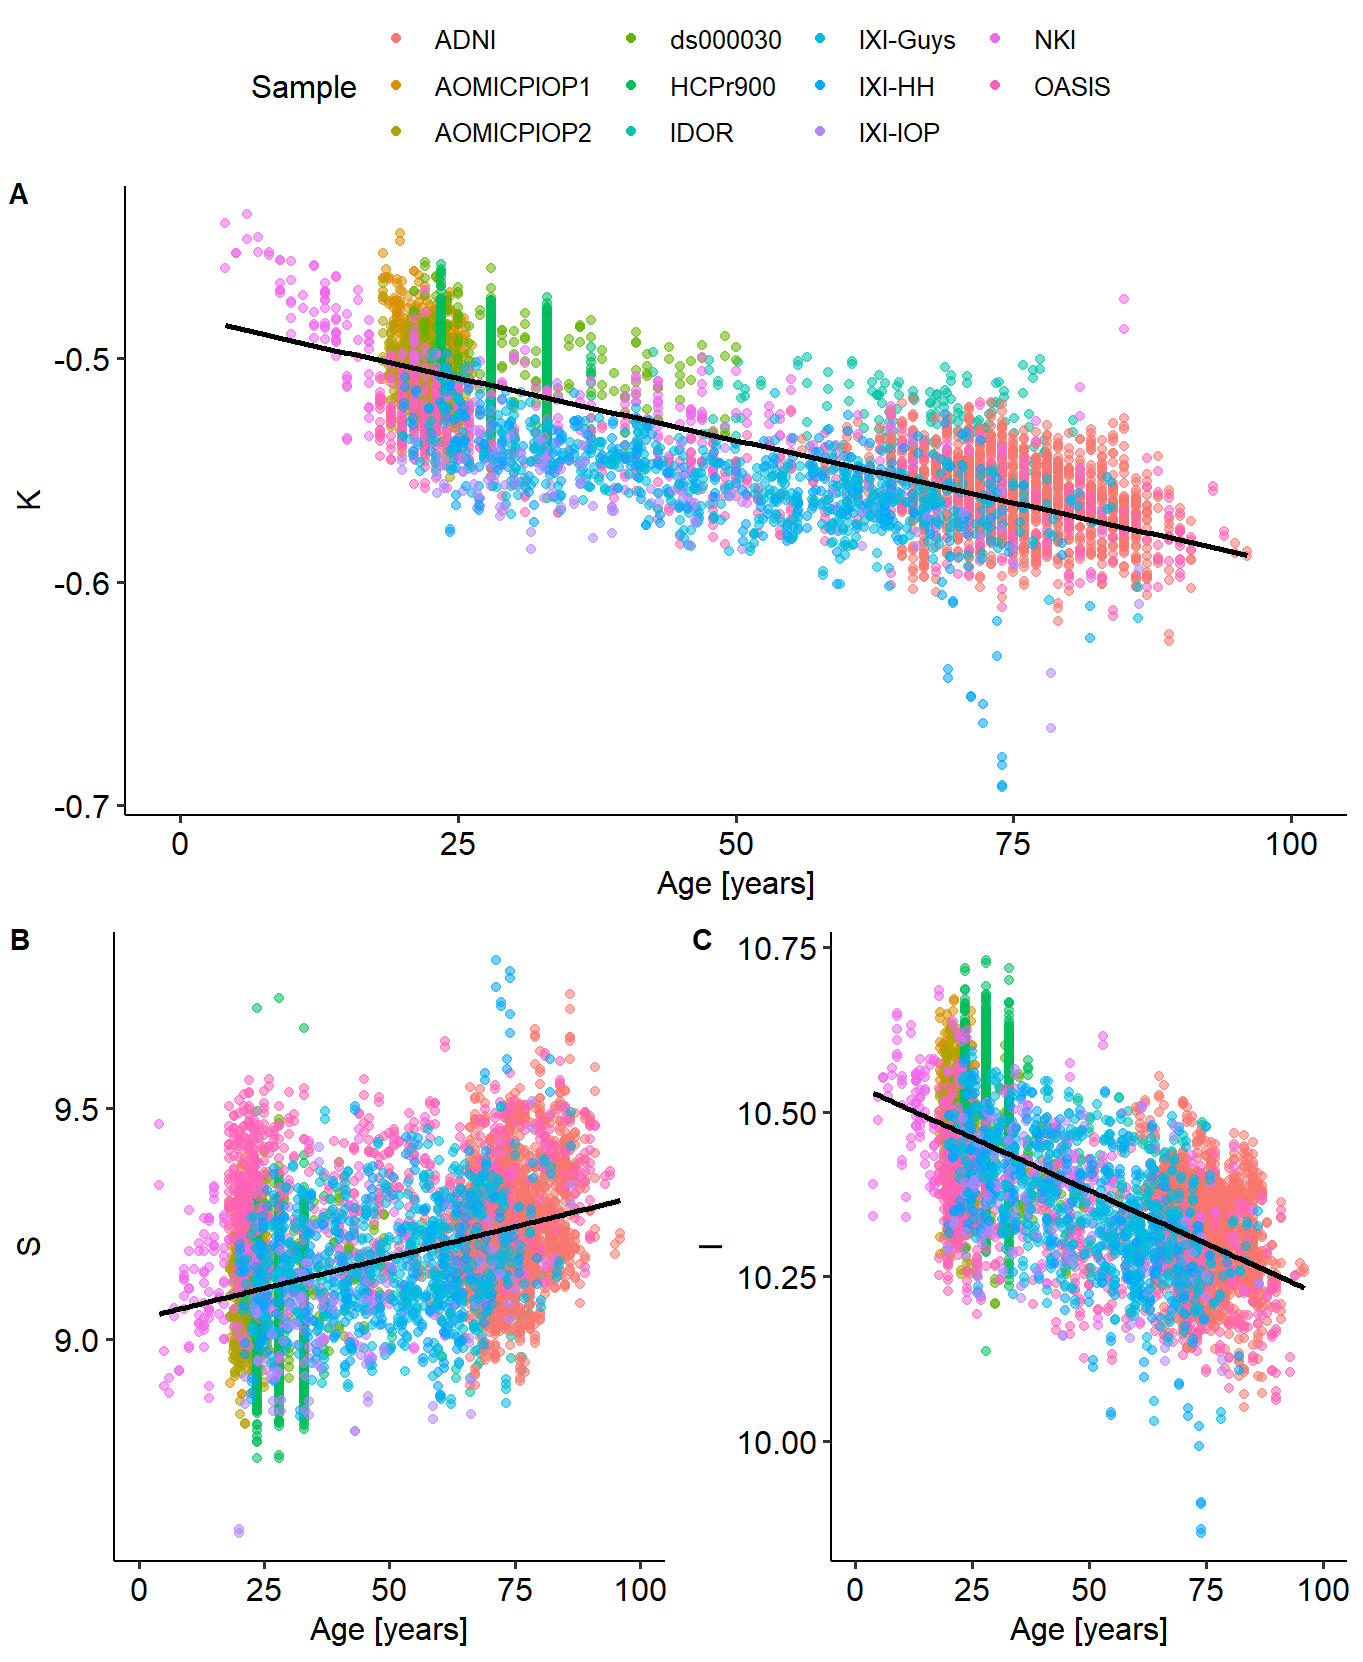 ADNI ds000030 IXI-Guys NKI
Sample AOMICPIOP1 HCPr900 IXI-HH OASIS
AOMICPIOP2 IDOR IXI-IOP
A
-0.5
K
-0.6
-0.7
0 25 50 75 100
Age [years]
B
9.5
S
9.0
0 25 50 75 100
Age [years]
C
10.75
10.50
I
10.25
10.00
0 25 50 75 100
Age [years]